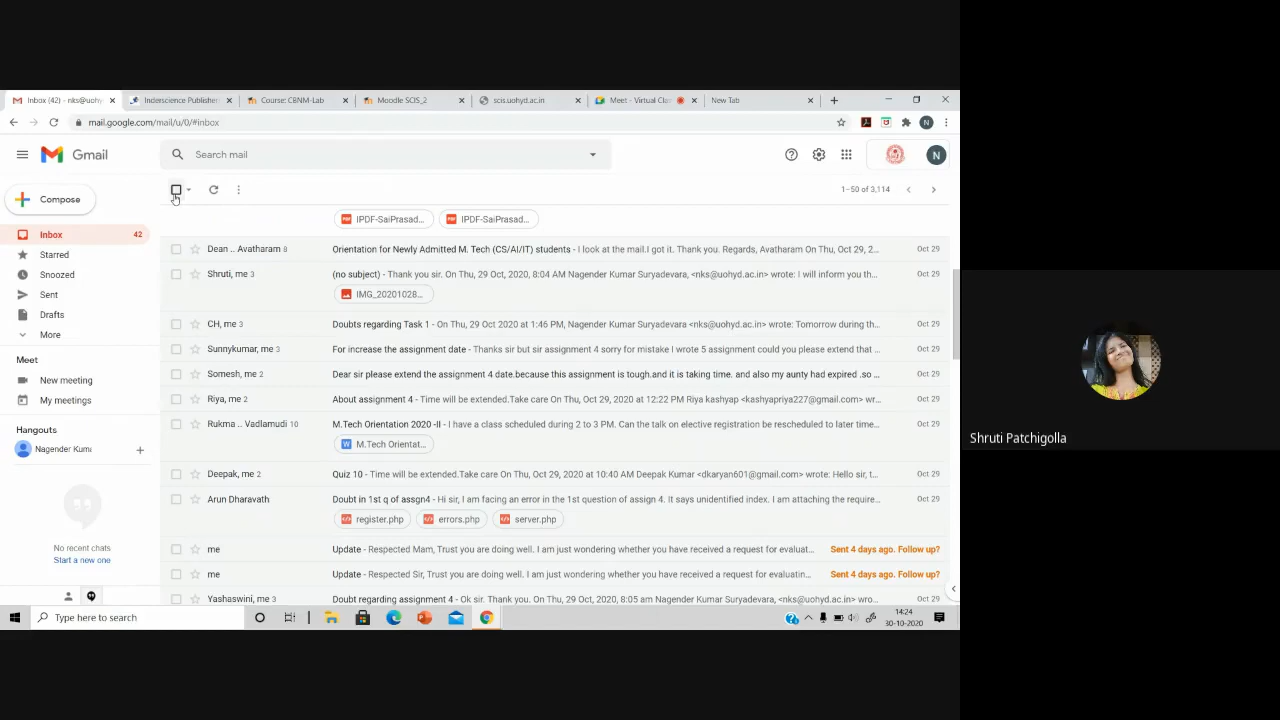 Inbox (42) - nks@uohy
Inderscience Publisher
Course: CBNM-Lab
Moodle SCIS_2
scis.uohyd.ac.in
Meet - Virtual Cla
New Tab
mail.google.com/mail/u/0/#inbox
N
Gmail
Search mail
N
Compose
1–50 of 3,114
IPDF-SaiPrasad...
IPDF-SaiPrasad...
Inbox 42
Dean .. Avatharam 8 Orientation for Newly Admitted M. Tech (CS/AI/IT) students - I look at the mail.I got it. Thank you. Regards, Avatharam On Thu, Oct 29, 2... Oct 29
Starred
Shruti, me 3 (no subject) - Thank you sir. On Thu, 29 Oct, 2020, 8:04 AM Nagender Kumar Suryadevara, <nks@uohyd.ac.in> wrote: I will inform you th... Oct 29
Snoozed
IMG_20201028...
Sent
Drafts
CH, me 3 Doubts regarding Task 1 - On Thu, 29 Oct 2020 at 1:46 PM, Nagender Kumar Suryadevara <nks@uohyd.ac.in> wrote: Tomorrow during th... Oct 29
More
Sunnykumar, me 3 For increase the assignment date - Thanks sir but sir assignment 4 sorry for mistake I wrote 5 assignment could you please extend that ... Oct 29
Meet
Somesh, me 2 Dear sir please extend the assignment 4 date.because this assignment is tough.and it is taking time. and also my aunty had expired .so ... Oct 29
New meeting
Riya, me 2 About assignment 4 - Time will be extended.Take care On Thu, Oct 29, 2020 at 12:22 PM Riya kashyap <kashyapriya227@gmail.com> wr... Oct 29
My meetings
Rukma .. Vadlamudi 10 M.Tech Orientation 2020 -II - I have a class scheduled during 2 to 3 PM. Can the talk on elective registration be rescheduled to later time... Oct 29
Hangouts
M.Tech Orientat...
Nagender Kuma
Deepak, me 2 Quiz 10 - Time will be extended.Take care On Thu, Oct 29, 2020 at 10:40 AM Deepak Kumar <dkaryan601@gmail.com> wrote: Hello sir, t... Oct 29
Arun Dharavath Doubt in 1st q of assgn4 - Hi sir, I am facing an error in the 1st question of assign 4. It says unidentified index. I am attaching the require... Oct 29
register.php
errors.php
server.php
No recent chats
Start a new one
me Update - Respected Mam, Trust you are doing well. I am just wondering whether you have received a request for evaluat... Sent 4 days ago. Follow up?
me Update - Respected Sir, Trust you are doing well. I am just wondering whether you have received a request for evaluatin... Sent 4 days ago. Follow up?
Yashaswini, me 3 Doubt regarding assignment 4 - Ok sir. Thank you. On Thu, 29 Oct, 2020, 8:05 am Nagender Kumar Suryadevara, <nks@uohyd.ac.in> wro... Oct 29
Type here to search
14:24
30-10-2020
Shruti Patchigolla